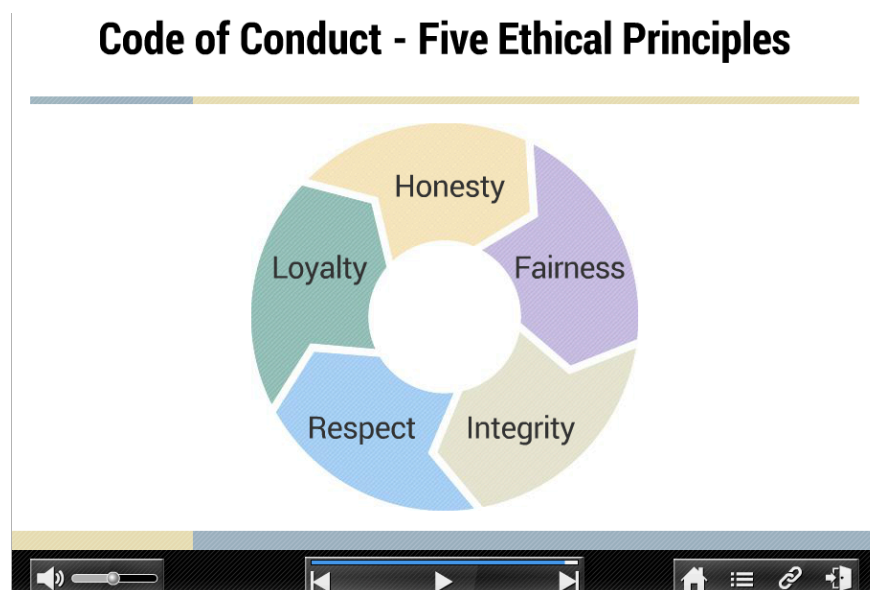 Code of Conduct - Five Ethical Principles
Honesty
Fairness
Integrity
Respect
Loyalty